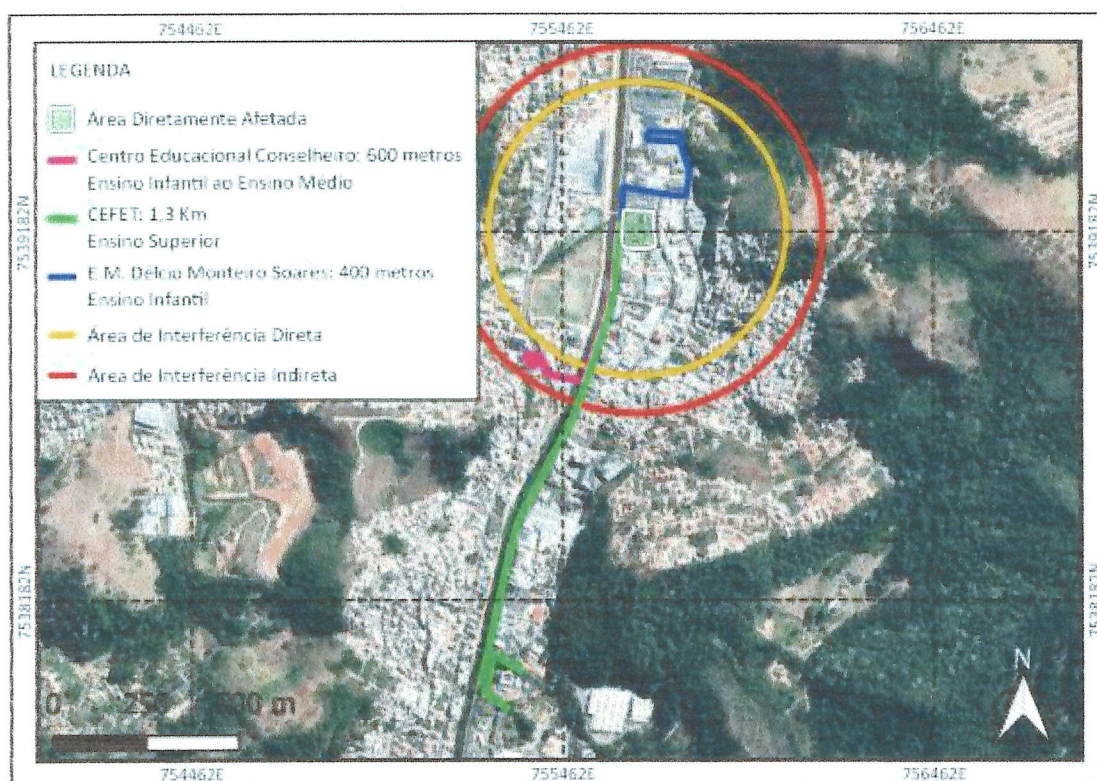 754462E 755462E 756462E
LEGENDA
Área Diretamente Afetada
Centro Educacional Conselheiro: 600 metros
Ensino Infantil ao Ensino Médio
CEFET: 1,3 Km
Ensino Superior
E.M. Délcio Monteiro Soares: 400 metros
Ensino Infantil
Área de Interferência Direta
Área de Interferência Indireta
7539182N 7539182N
7538182N 7538182N
N
0 m
754462E 755462E 756462E